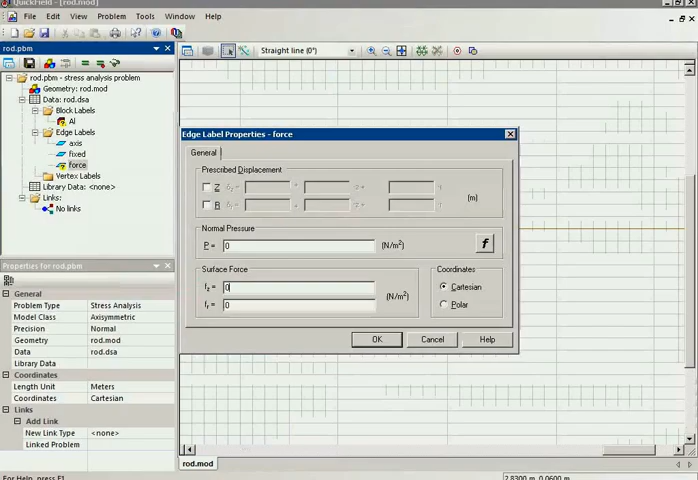 QuickField - [rod.mod]
File Edit View Problem Tools Window Help
Straight line (0°)
rod.pbm
rod.pbm - stress analysis problem
Geometry: rod.mod
Data: rod.dsa
Block Labels
Al
Edge Labels
axis
fixed
force
Vertex Labels
Library Data: <none>
Links:
No links
Edge Label Properties - force
General
Prescribed Displacement
Z
R
(m)
Normal Pressure
P = 0 (N/m²)
f
Surface Force
fz = 0
(N/m²)
fr = 0
Coordinates
Cartesian
Polar
OK Cancel Help
Properties for rod.pbm
General
Problem Type Stress Analysis
Model Class Axisymmetric
Precision Normal
Geometry rod.mod
Data rod.dsa
Library Data
Coordinates
Length Unit Meters
Coordinates Cartesian
Links
Add Link
New Link Type <none>
Linked Problem
rod.mod
For Help, press F1
2.8300 m, 0.0600 m